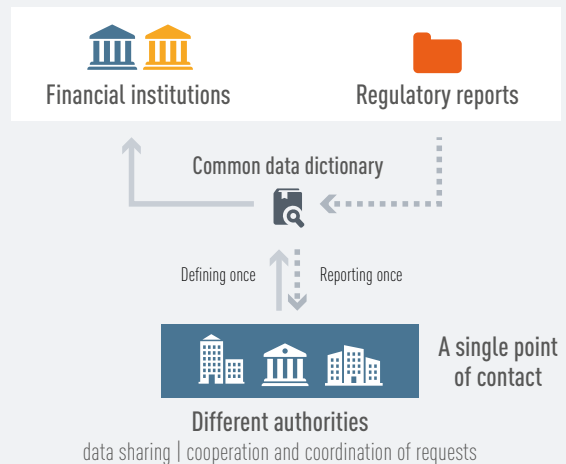 Financial institutions
Regulatory reports
Common data dictionary
Defining once
Reporting once
A single point
of contact
Different authorities
data sharing | cooperation and coordination of requests